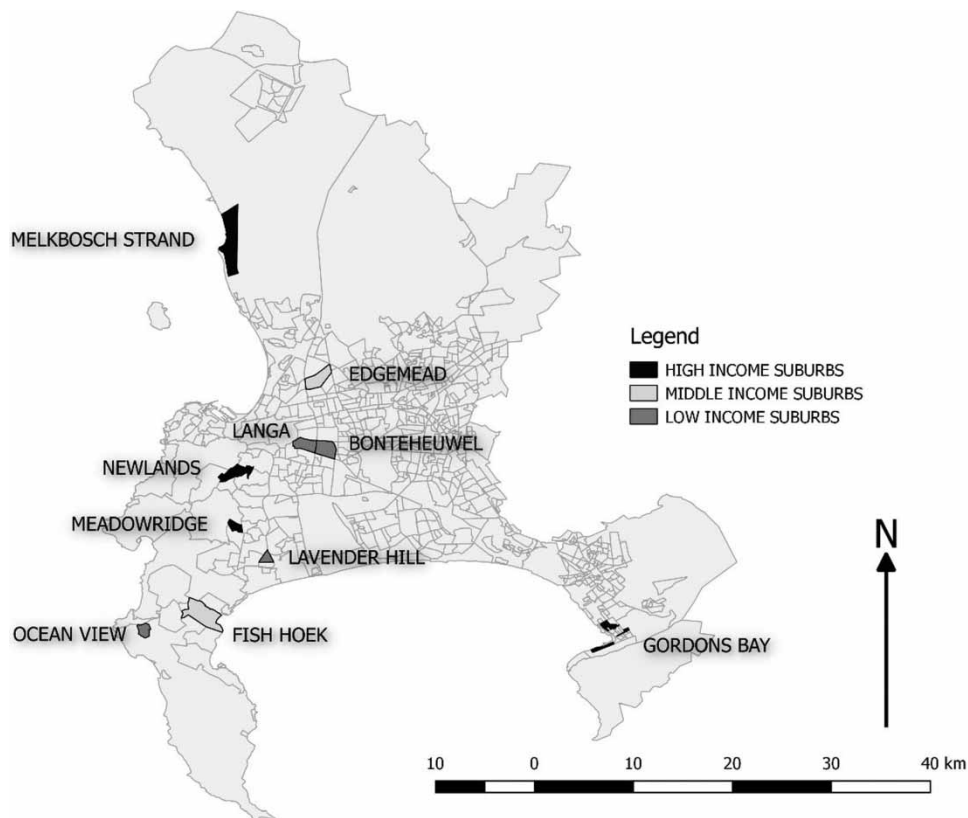 MELKBOSCH STRAND
Legend
HIGH INCOME SUBURBS
MIDDLE INCOME SUBURBS
LOW INCOME SUBURBS
EDGEMEAD
LANGA
BONTEHEUWEL
NEWLANDS
MEADOWRIDGE
LAVENDER HILL
N
OCEAN VIEW
FISH HOEK
GORDONS BAY
10 0 10 20 30 40 km